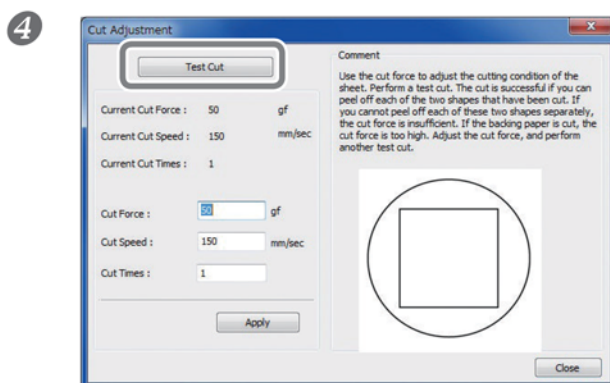 4
Cut Adjustment
Test Cut
Current Cut Force : 50 gf
Current Cut Speed : 150 mm/sec
Current Cut Times : 1
Cut Force : 50 gf
Cut Speed : 150 mm/sec
Cut Times : 1
Apply
Comment
Use the cut force to adjust the cutting condition of the
sheet. Perform a test cut. The cut is successful if you can
peel off each of the two shapes that have been cut. If
you cannot peel off each of these two shapes separately,
the cut force is insufficient. If the backing paper is cut, the
cut force is too high. Adjust the cut force, and perform
another test cut.
Close